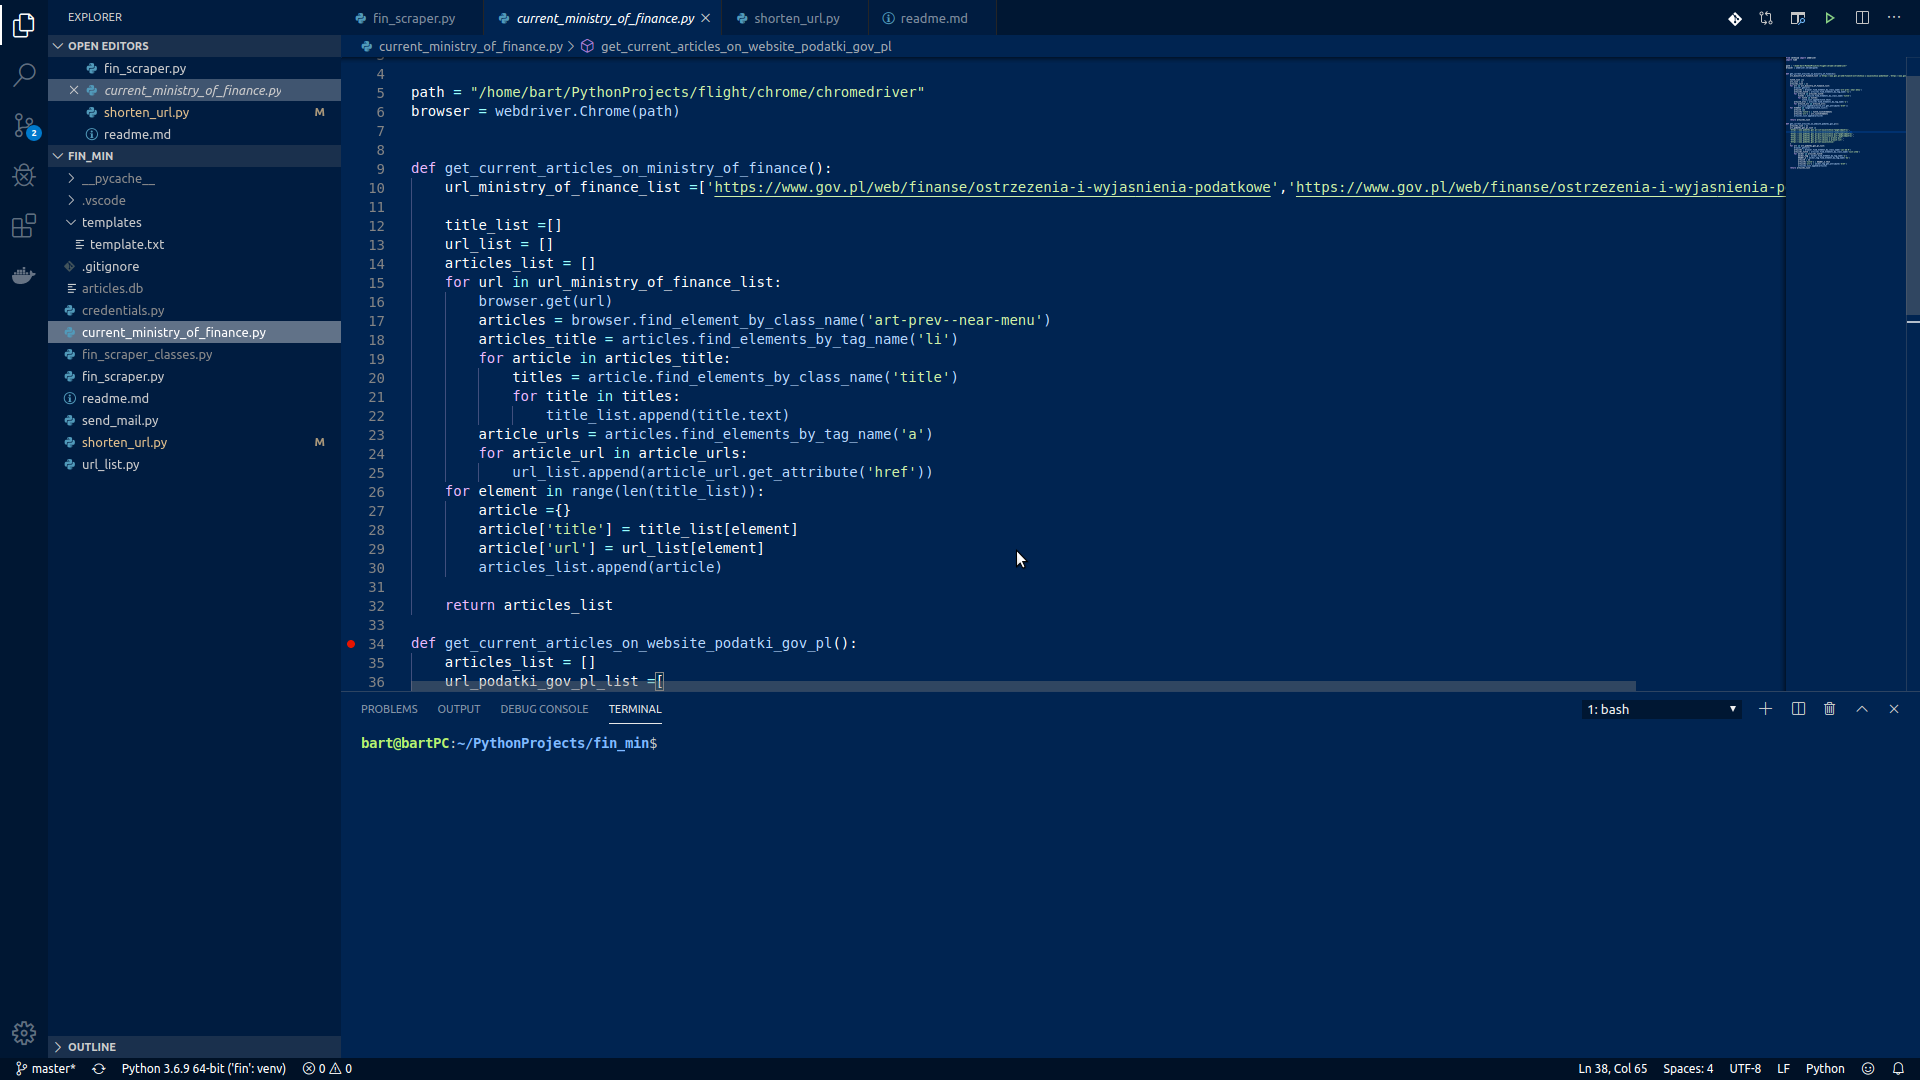 EXPLORER
OPEN EDITORS
fin_scraper.py
current_ministry_of_finance.py
shorten_url.py M
readme.md
2
FIN_MIN
__pycache__
.vscode
templates
template.txt
.gitignore
articles.db
credentials.py
current_ministry_of_finance.py
fin_scraper_classes.py
fin_scraper.py
readme.md
send_mail.py
shorten_url.py M
url_list.py
OUTLINE
fin_scraper.py current_ministry_of_finance.py shorten_url.py readme.md
current_ministry_of_finance.py > get_current_articles_on_website_podatki_gov_pl
4
5 path = "/home/bart/PythonProjects/flight/chrome/chromedriver"
6 browser = webdriver.Chrome(path)
7
8
9 def get_current_articles_on_ministry_of_finance():
10 url_ministry_of_finance_list =['https://www.gov.pl/web/finanse/ostrzezenia-i-wyjasnienia-podatkowe','https://www.gov.pl/web/finanse/ostrzezenia-i-wyjasnienia-p
11
12 title_list =[]
13 url_list = []
14 articles_list = []
15 for url in url_ministry_of_finance_list:
16 browser.get(url)
17 articles = browser.find_element_by_class_name('art-prev--near-menu')
18 articles_title = articles.find_elements_by_tag_name('li')
19 for article in articles_title:
20 titles = article.find_elements_by_class_name('title')
21 for title in titles:
22 title_list.append(title.text)
23 article_urls = articles.find_elements_by_tag_name('a')
24 for article_url in article_urls:
25 url_list.append(article_url.get_attribute('href'))
26 for element in range(len(title_list)):
27 article ={}
28 article['title'] = title_list[element]
29 article['url'] = url_list[element]
30 articles_list.append(article)
31
32 return articles_list
33
34 def get_current_articles_on_website_podatki_gov_pl():
35 articles_list = []
36 url_podatki_gov_pl_list =[
PROBLEMS OUTPUT DEBUG CONSOLE TERMINAL 1: bash
bart@bartPC:~/PythonProjects/fin_min$
master* Python 3.6.9 64-bit ('fin': venv) 0 0 Ln 38, Col 65 Spaces: 4 UTF-8 LF Python